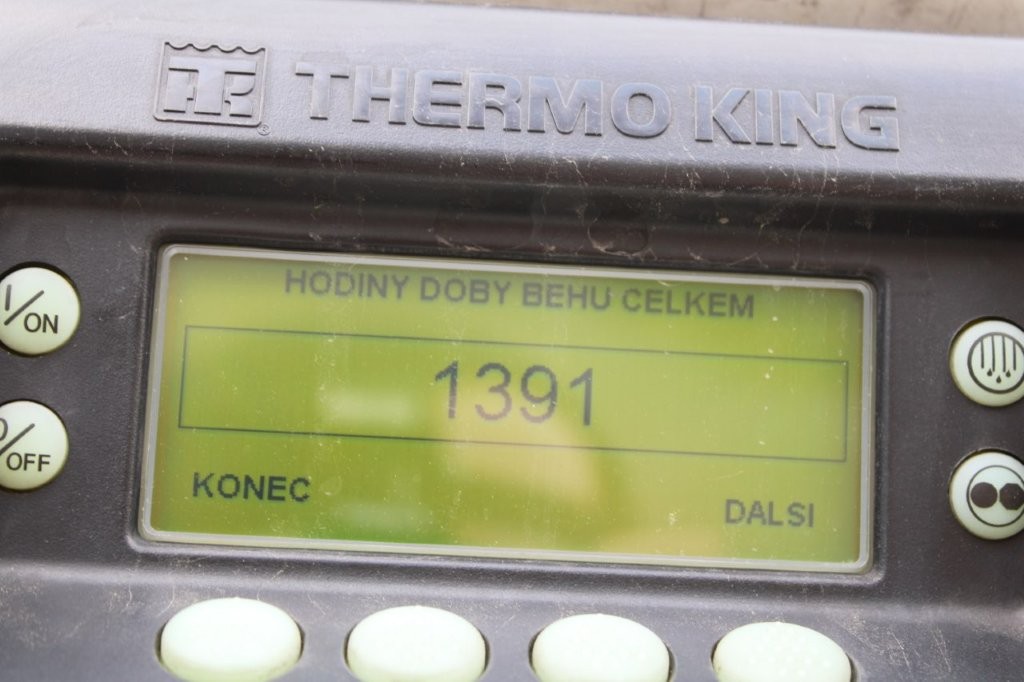 THERMO KING
HODINY DOBY BEHU CELKEM
I/ON
1391
/OFF
KONEC
DALSI